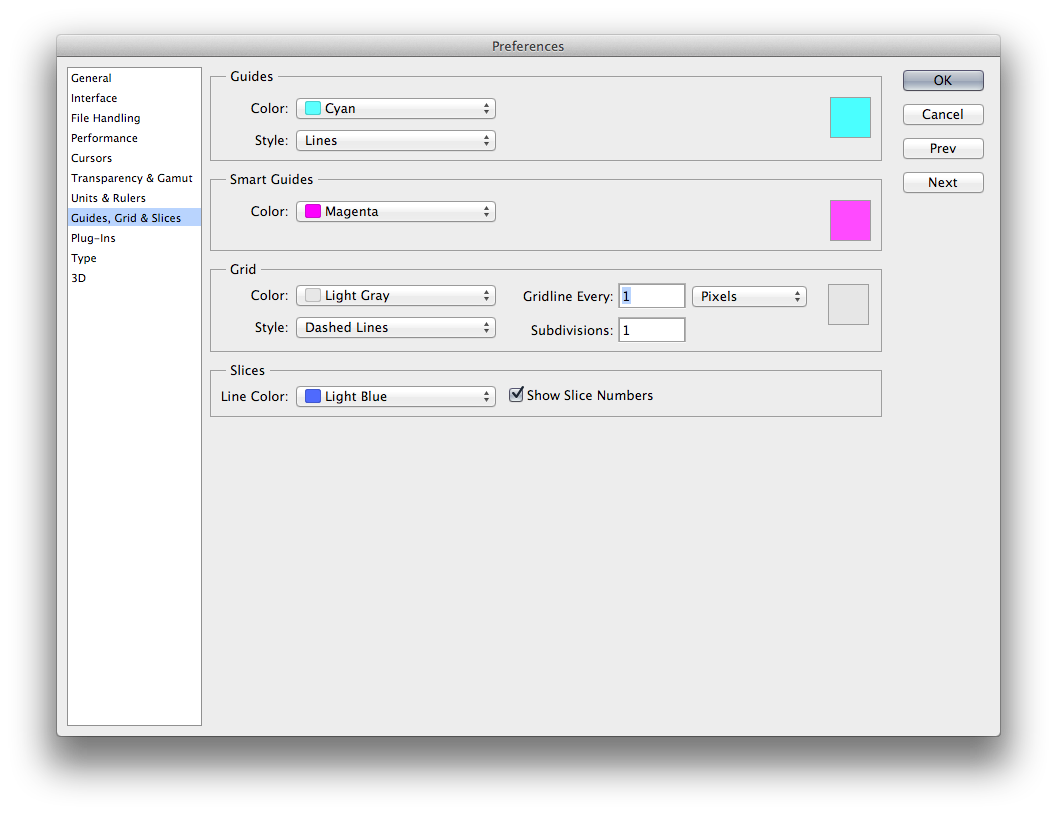 Preferences
General
Interface
File Handling
Performance
Cursors
Transparency & Gamut
Units & Rulers
Guides, Grid & Slices
Plug-Ins
Type
3D
Guides
Color: Cyan
Style: Lines
Smart Guides
Color: Magenta
Grid
Color: Light Gray Gridline Every: 1 Pixels
Style: Dashed Lines Subdivisions: 1
Slices
Line Color: Light Blue Show Slice Numbers
OK
Cancel
Prev
Next